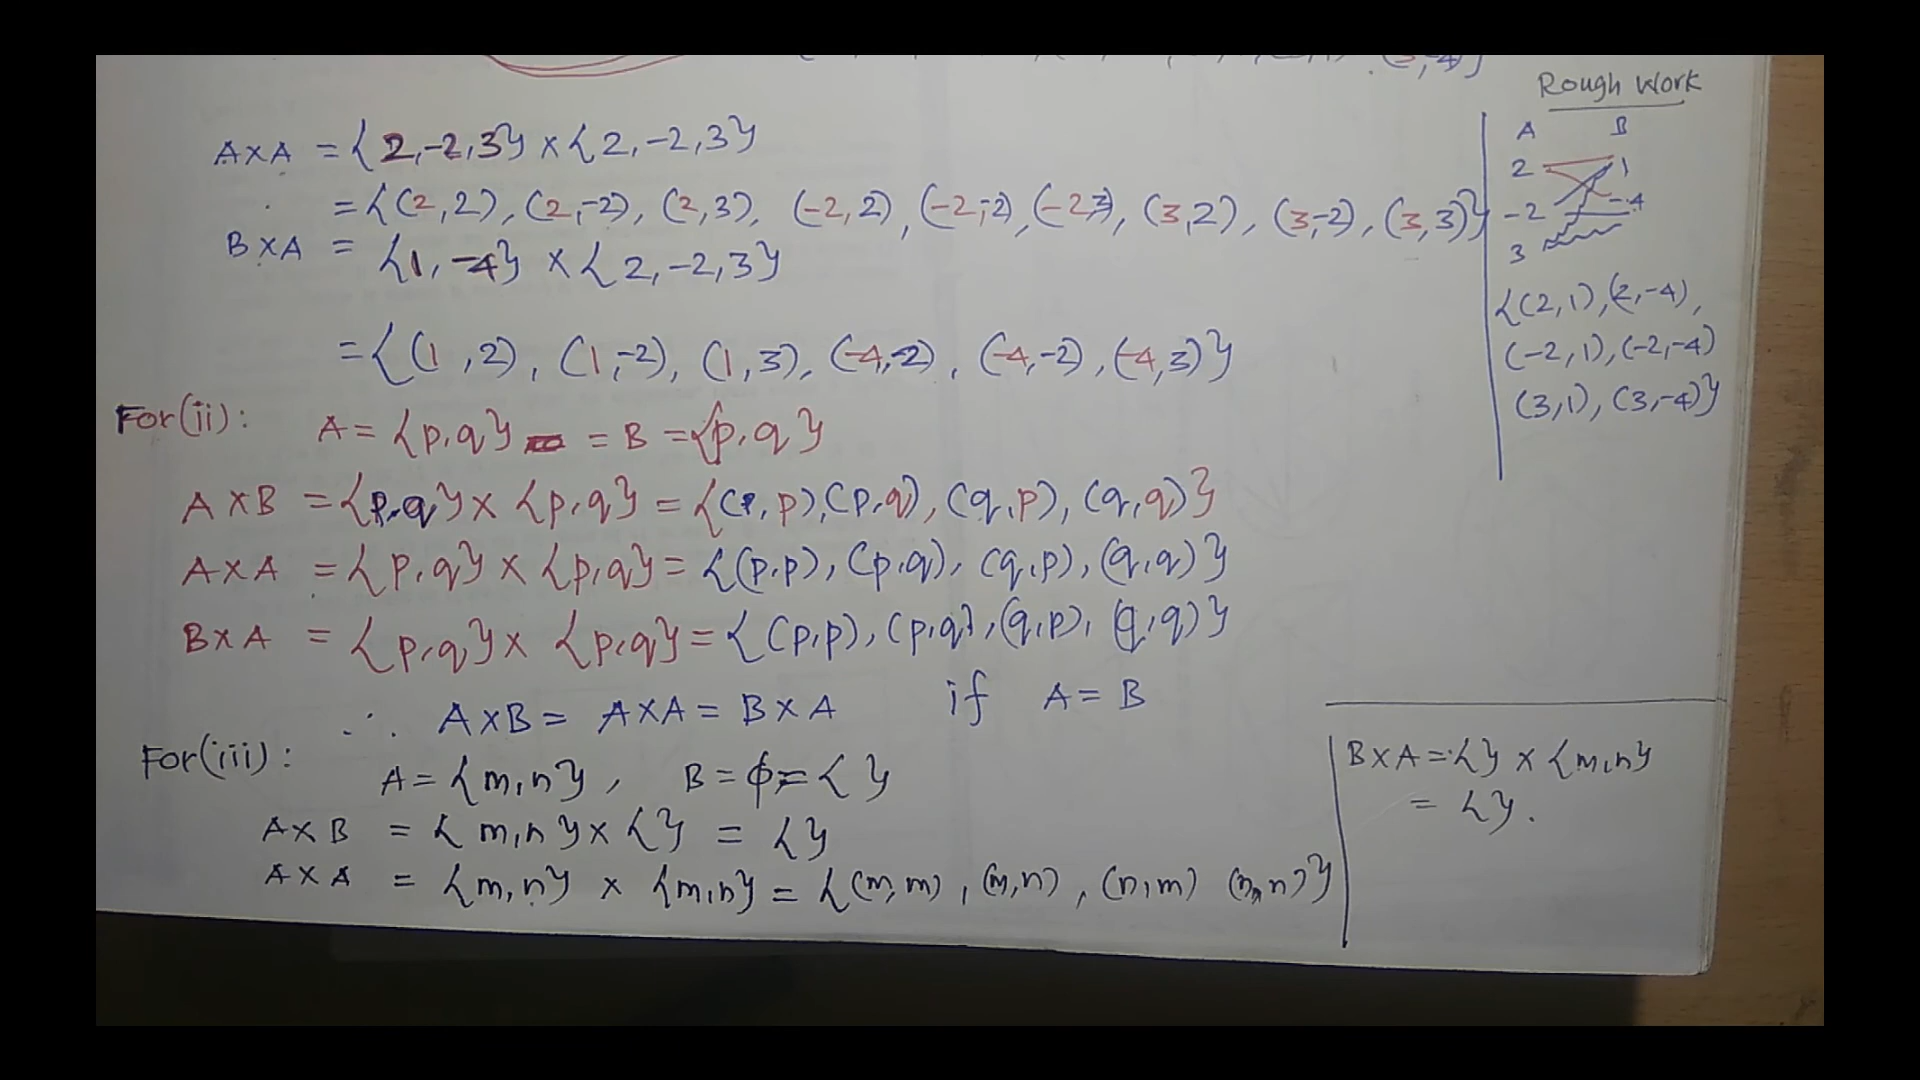 A×A = {2,-2,3} × {2,-2,3}
= {(2,2), (2,-2), (2,3), (-2,2), (-2,-2), (-2,3), (3,2), (3,-2), (3,3)}
B×A = {1,-4} × {2,-2,3}
= {(1,2), (1,-2), (1,3), (-4,2), (-4,-2), (-4,3)}
For(ii): A = {p,q} = B = {p,q}
A×B = {p,q} × {p,q} = {(p,p),(p,q), (q,p), (q,q)}
A×A = {p,q} × {p,q} = {(p,p), (p,q), (q,p), (q,q)}
B×A = {p,q} × {p,q} = {(p,p), (p,q), (q,p), (q,q)}
∴ A×B = A×A = B×A if A = B
For(iii): A = {m,n}, B = ϕ = { }
A×B = {m,n} × { } = { }
A×A = {m,n} × {m,n} = {(m,m), (m,n), (n,m) (n,n)}
Rough Work
A B
2 1
-2 -4
3
{(2,1),(2,-4),
(-2,1),(-2,-4)
(3,1), (3,-4)}
B×A = { } × {m,n}
= { }.